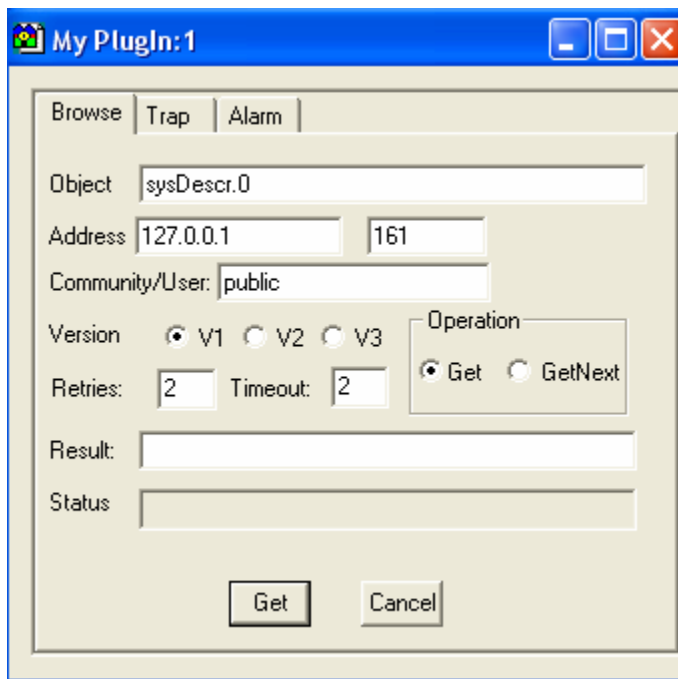 My PlugIn:1
Browse Trap Alarm
Object sysDescr.0
Address 127.0.0.1 161
Community/User: public
Version V1 V2 V3 Operation
Get GetNext
Retries: 2 Timeout: 2
Result:
Status
Get Cancel